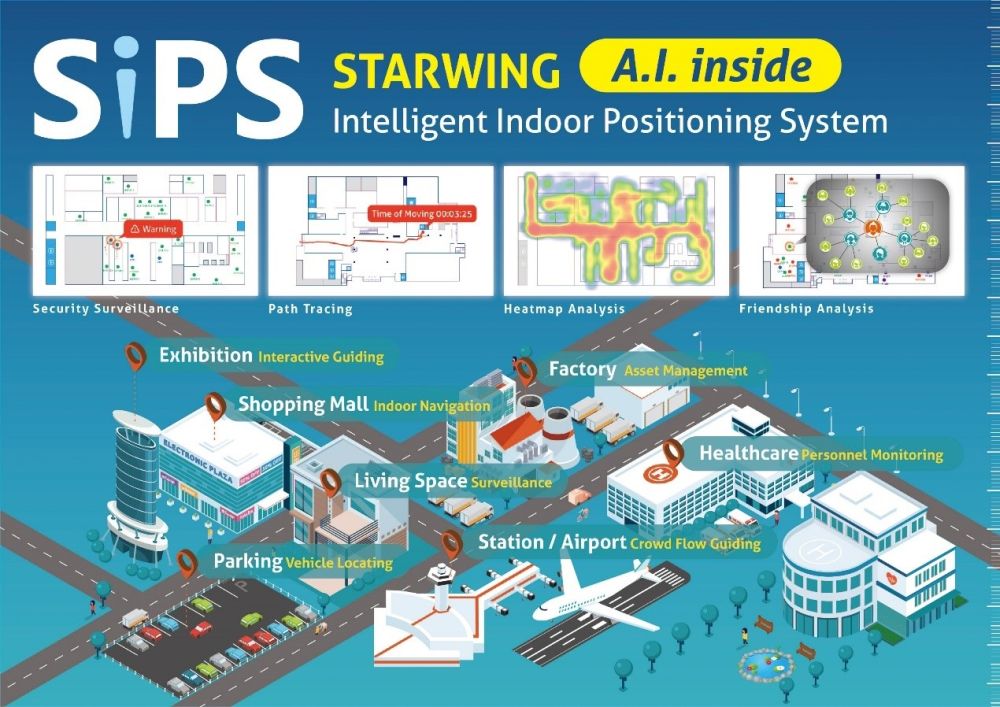 SiPS
STARWING A.I. inside
Intelligent Indoor Positioning System
Warning
Time of Moving 00:03:25
Security Surveillance
Path Tracing
Heatmap Analysis
Friendship Analysis
Exhibition Interactive Guiding
Factory Asset Management
Shopping Mall Indoor Navigation
ELECTRONIC PLAZA
Healthcare Personnel Monitoring
Living Space Surveillance
Station / Airport Crowd Flow Guiding
Parking Vehicle Locating
P
H
H